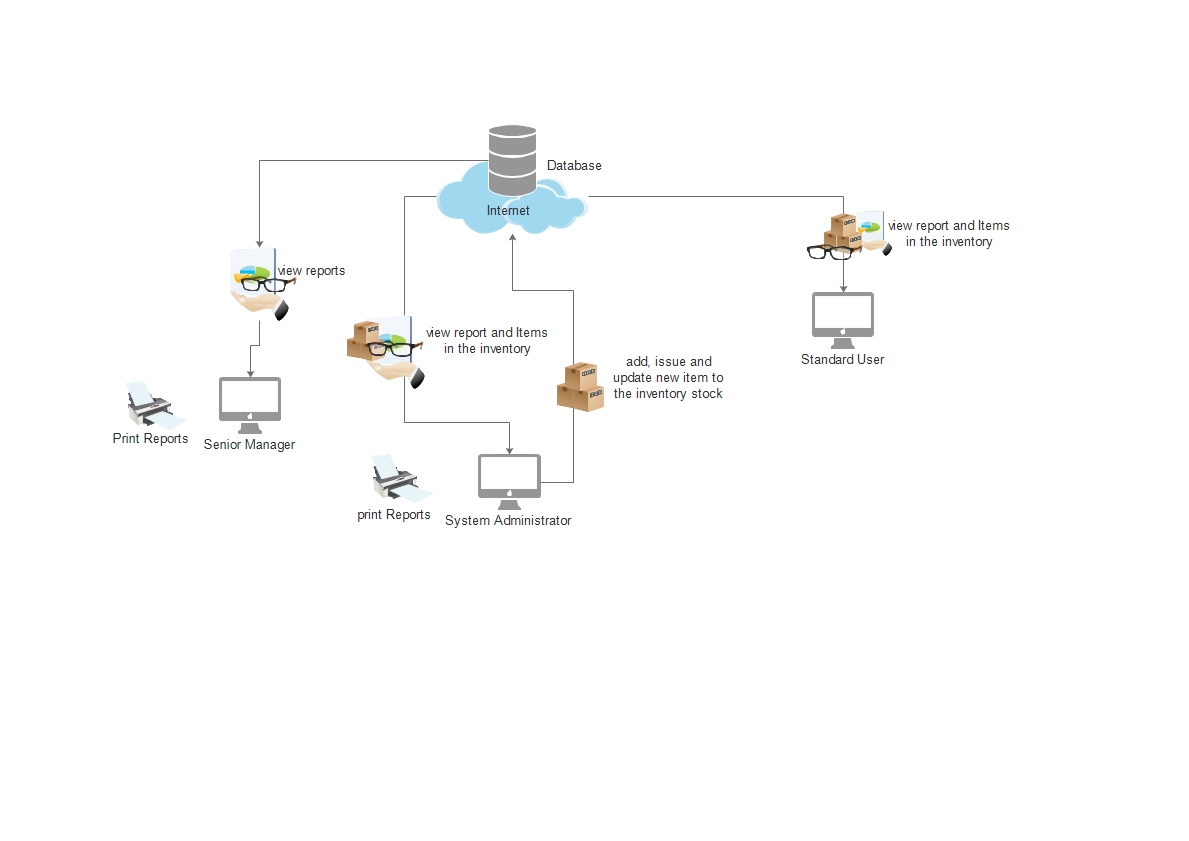 Database
Internet
view reports
view report and Items
in the inventory
view report and Items
in the inventory
add, issue and
update new item to
the inventory stock
Standard User
Print Reports
Senior Manager
print Reports
System Administrator